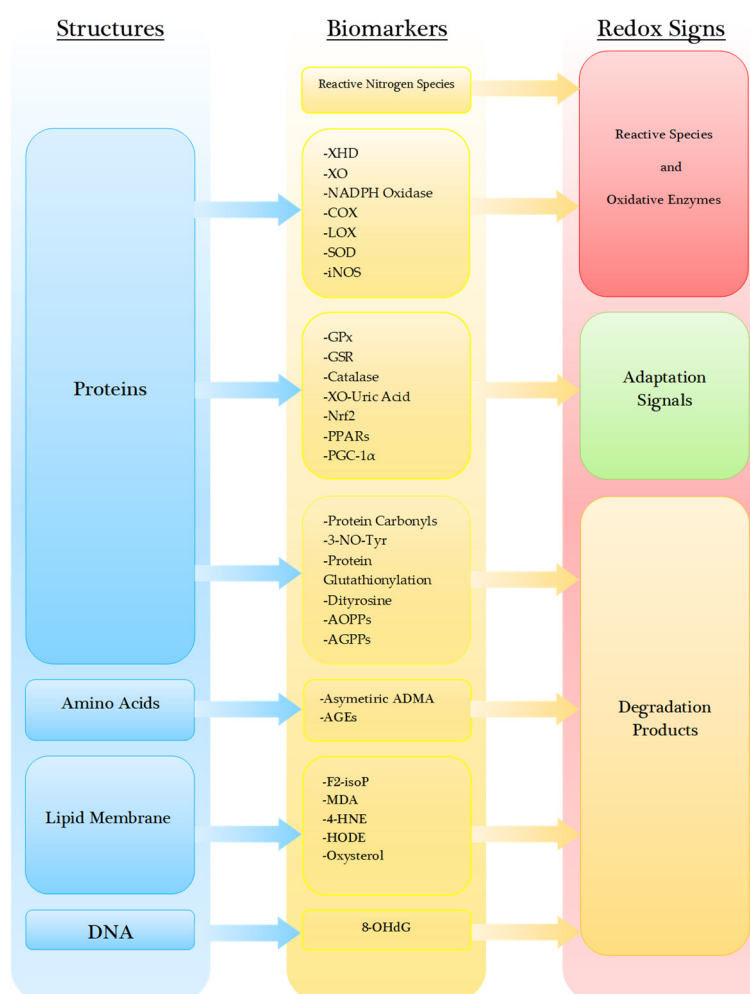 Structures
Biomarkers
Redox Signs
Reactive Nitrogen Species
-XHD
-XO
-NADPH Oxidase
-COX
-LOX
-SOD
-iNOS
Reactive Species
and
Oxidative Enzymes
Proteins
-GPx
-GSR
-Catalase
-XO-Uric Acid
-Nrf2
-PPARs
-PGC-1α
Adaptation
Signals
-Protein Carbonyls
-3-NO-Tyr
-Protein
Glutathionylation
-Dityrosine
-AOPPs
-AGPPs
Amino Acids
-Asymetiric ADMA
-AGEs
Degradation
Products
Lipid Membrane
-F2-isoP
-MDA
-4-HNE
-HODE
-Oxysterol
DNA
8-OHdG